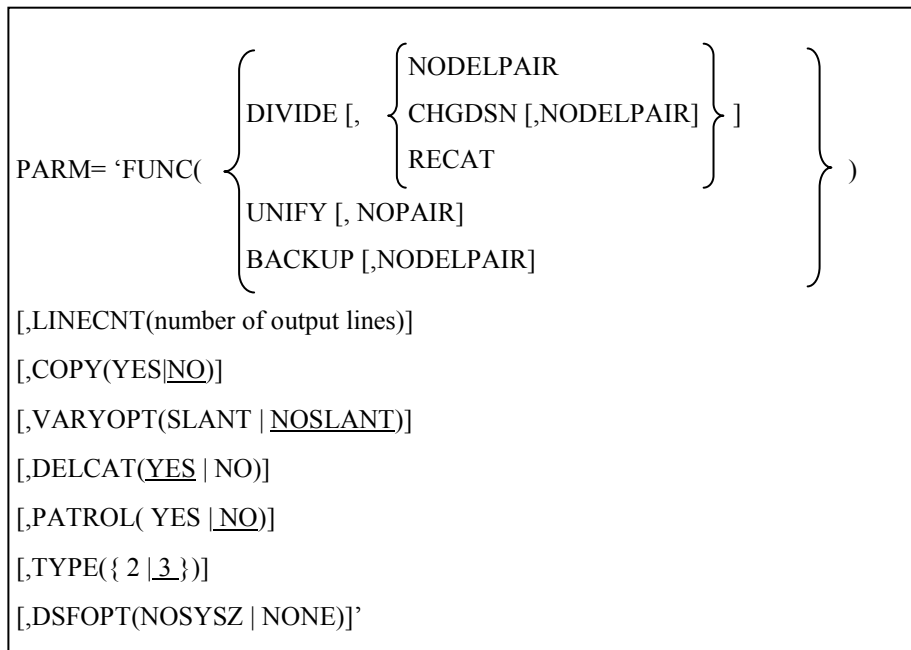 NODELPAIR
DIVIDE [, CHGDSN [,NODELPAIR] ]
RECAT
PARM= ‘FUNC( )
UNIFY [, NOPAIR]
BACKUP [,NODELPAIR]
[,LINECNT(number of output lines)]
[,COPY(YES|NO)]
[,VARYOPT(SLANT | NOSLANT)]
[,DELCAT(YES | NO)]
[,PATROL( YES | NO)]
[,TYPE({ 2 | 3 })]
[,DSFOPT(NOSYSZ | NONE)]’